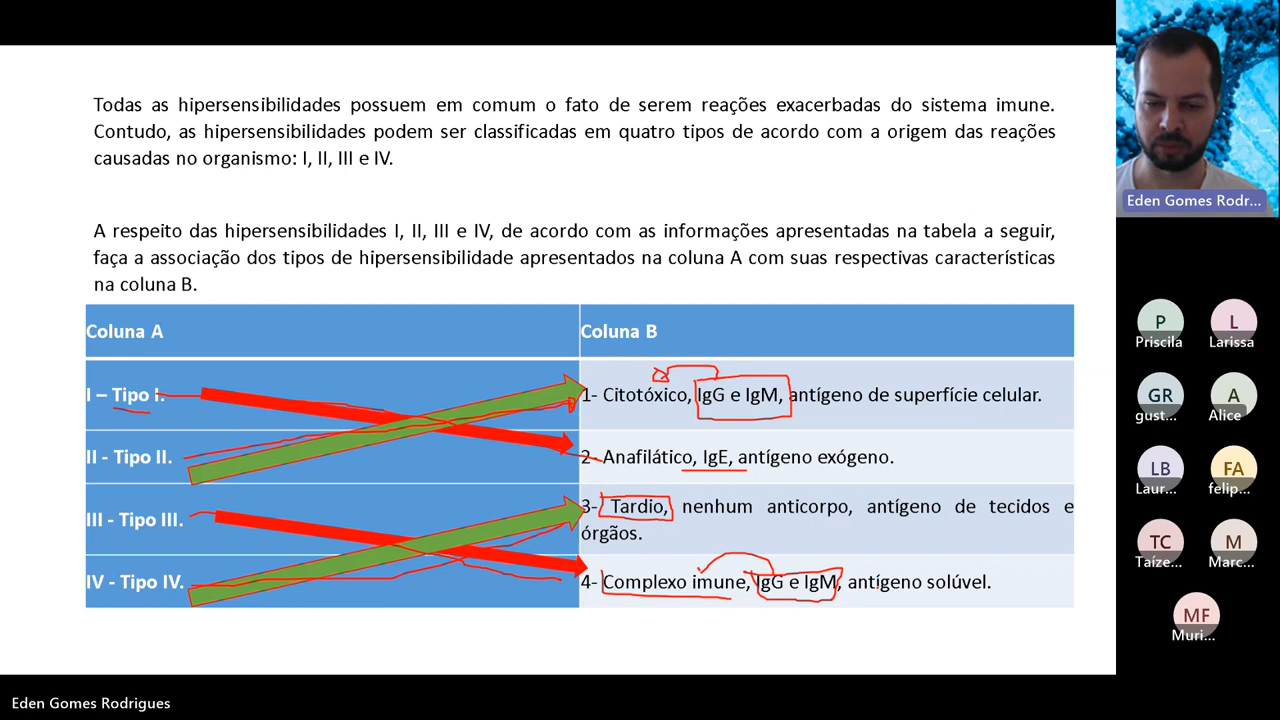 Todas as hipersensibilidades possuem em comum o fato de serem reações exacerbadas do sistema imune.
Contudo, as hipersensibilidades podem ser classificadas em quatro tipos de acordo com a origem das reações
causadas no organismo: I, II, III e IV.
A respeito das hipersensibilidades I, II, III e IV, de acordo com as informações apresentadas na tabela a seguir,
faça a associação dos tipos de hipersensibilidade apresentados na coluna A com suas respectivas características
na coluna B.
Coluna A
Coluna B
I – Tipo I.
1- Citotóxico, IgG e IgM, antígeno de superfície celular.
II - Tipo II.
2- Anafilático, IgE, antígeno exógeno.
III - Tipo III.
3- Tardio, nenhum anticorpo, antígeno de tecidos e
órgãos.
IV - Tipo IV.
4- Complexo imune, IgG e IgM, antígeno solúvel.
Eden Gomes Rodr...
P
Priscila
L
Larissa
GR
gust...
A
Alice
LB
Laur...
FA
felip...
TC
Taíze...
M
Marc...
MF
Muri...
Eden Gomes Rodrigues